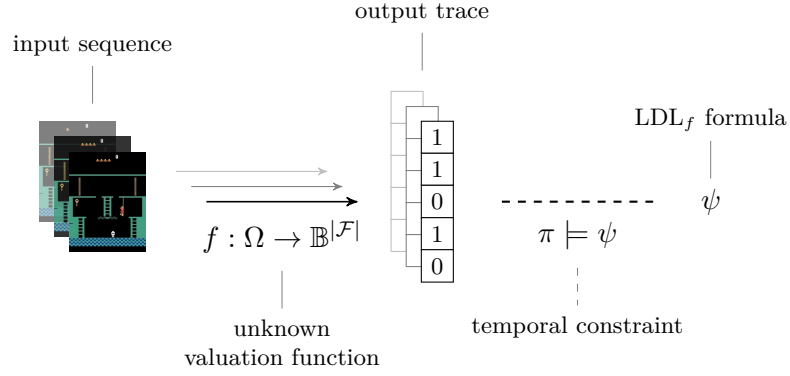 output trace
input sequence
LDL_f formula
1
1
0
1
0
ψ
f : Ω → 𝔹^|ℱ|
π ⊨ ψ
unknown
valuation function
temporal constraint